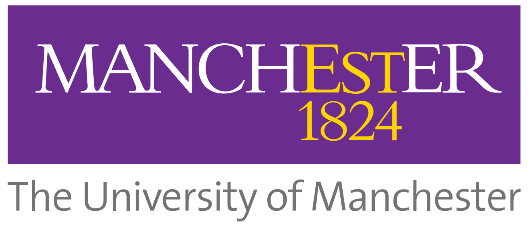 MANCHESTER
1824
The University of Manchester